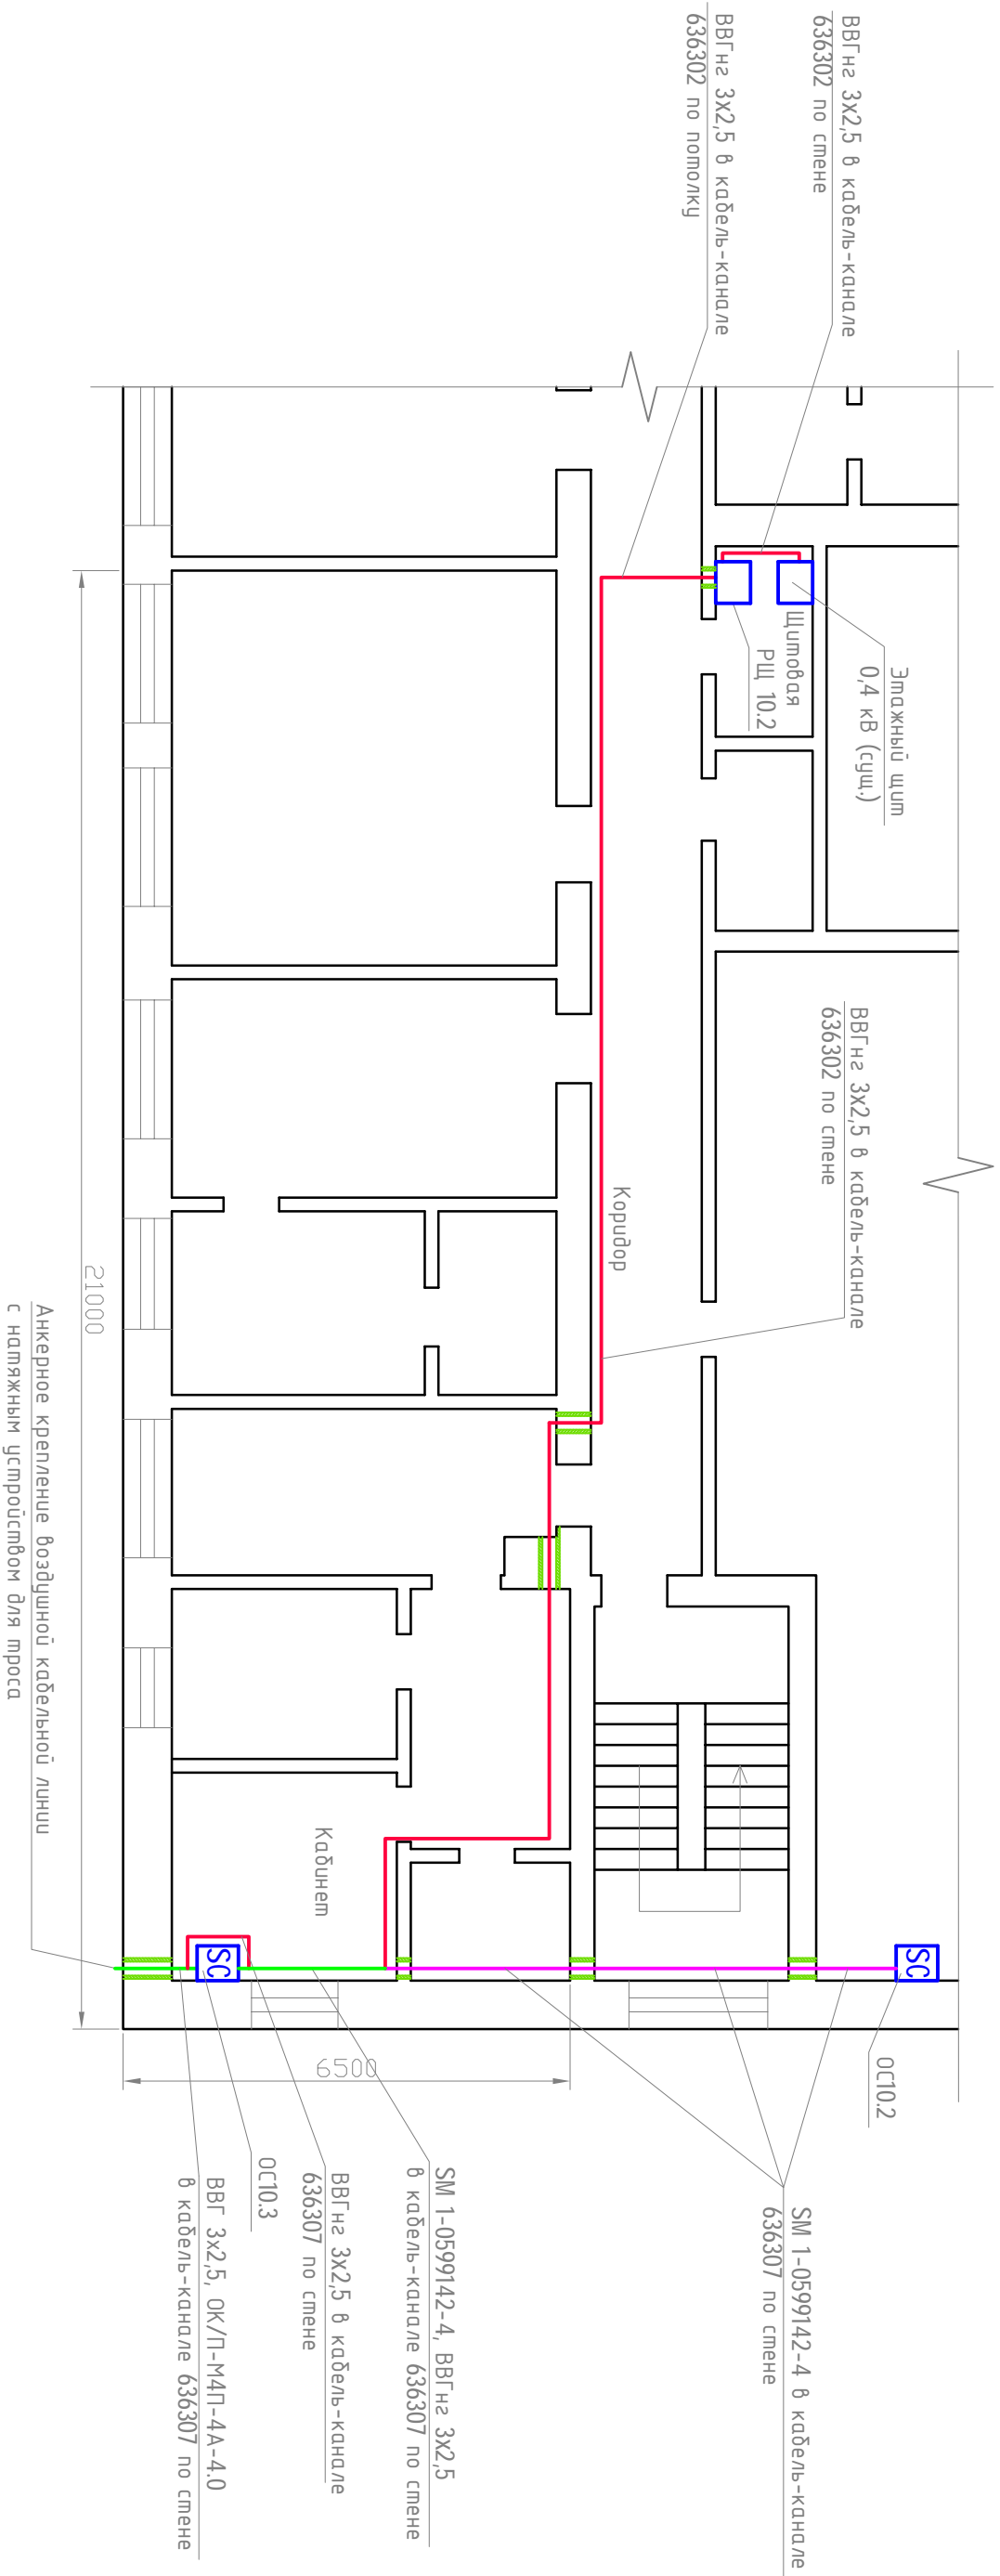 ВВГнг 3х2,5 в кабель-канале
636302 по стене
ВВГнг 3х2,5 в кабель-канале
636302 по потолку
Этажный щит
0,4 кВ (сущ.)
Щитовая
РЩ 10.2
ВВГнг 3х2,5 в кабель-канале
636302 по стене
Коридор
21000
Анкерное крепление воздушной кабельной линии
с натяжным устройством для троса
Кабинет
SC
SC
6500
ОС10.2
SM 1-0599142-4 в кабель-канале
636307 по стене
SM 1-0599142-4, ВВГнг 3х2,5
в кабель-канале 636307 по стене
ВВГнг 3х2,5 в кабель-канале
636307 по стене
ОС10.3
ВВГ 3х2,5, ОК/П-М4П-4А-4.0
в кабель-канале 636307 по стене